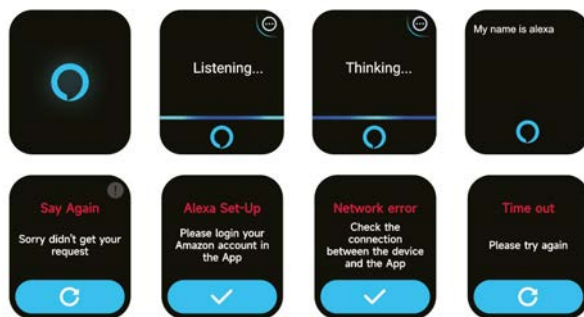 Listening...
Thinking...
My name is alexa
Say Again
Sorry didn't get your
request
Alexa Set-Up
Please login your
Amazon account in
the App
Network error
Check the
connection
between the device
and the App
Time out
Please try again